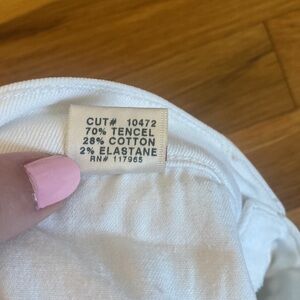 CUT# 10472
70% TENCEL
28% COTTON
2% ELASTANE
RN# 117965